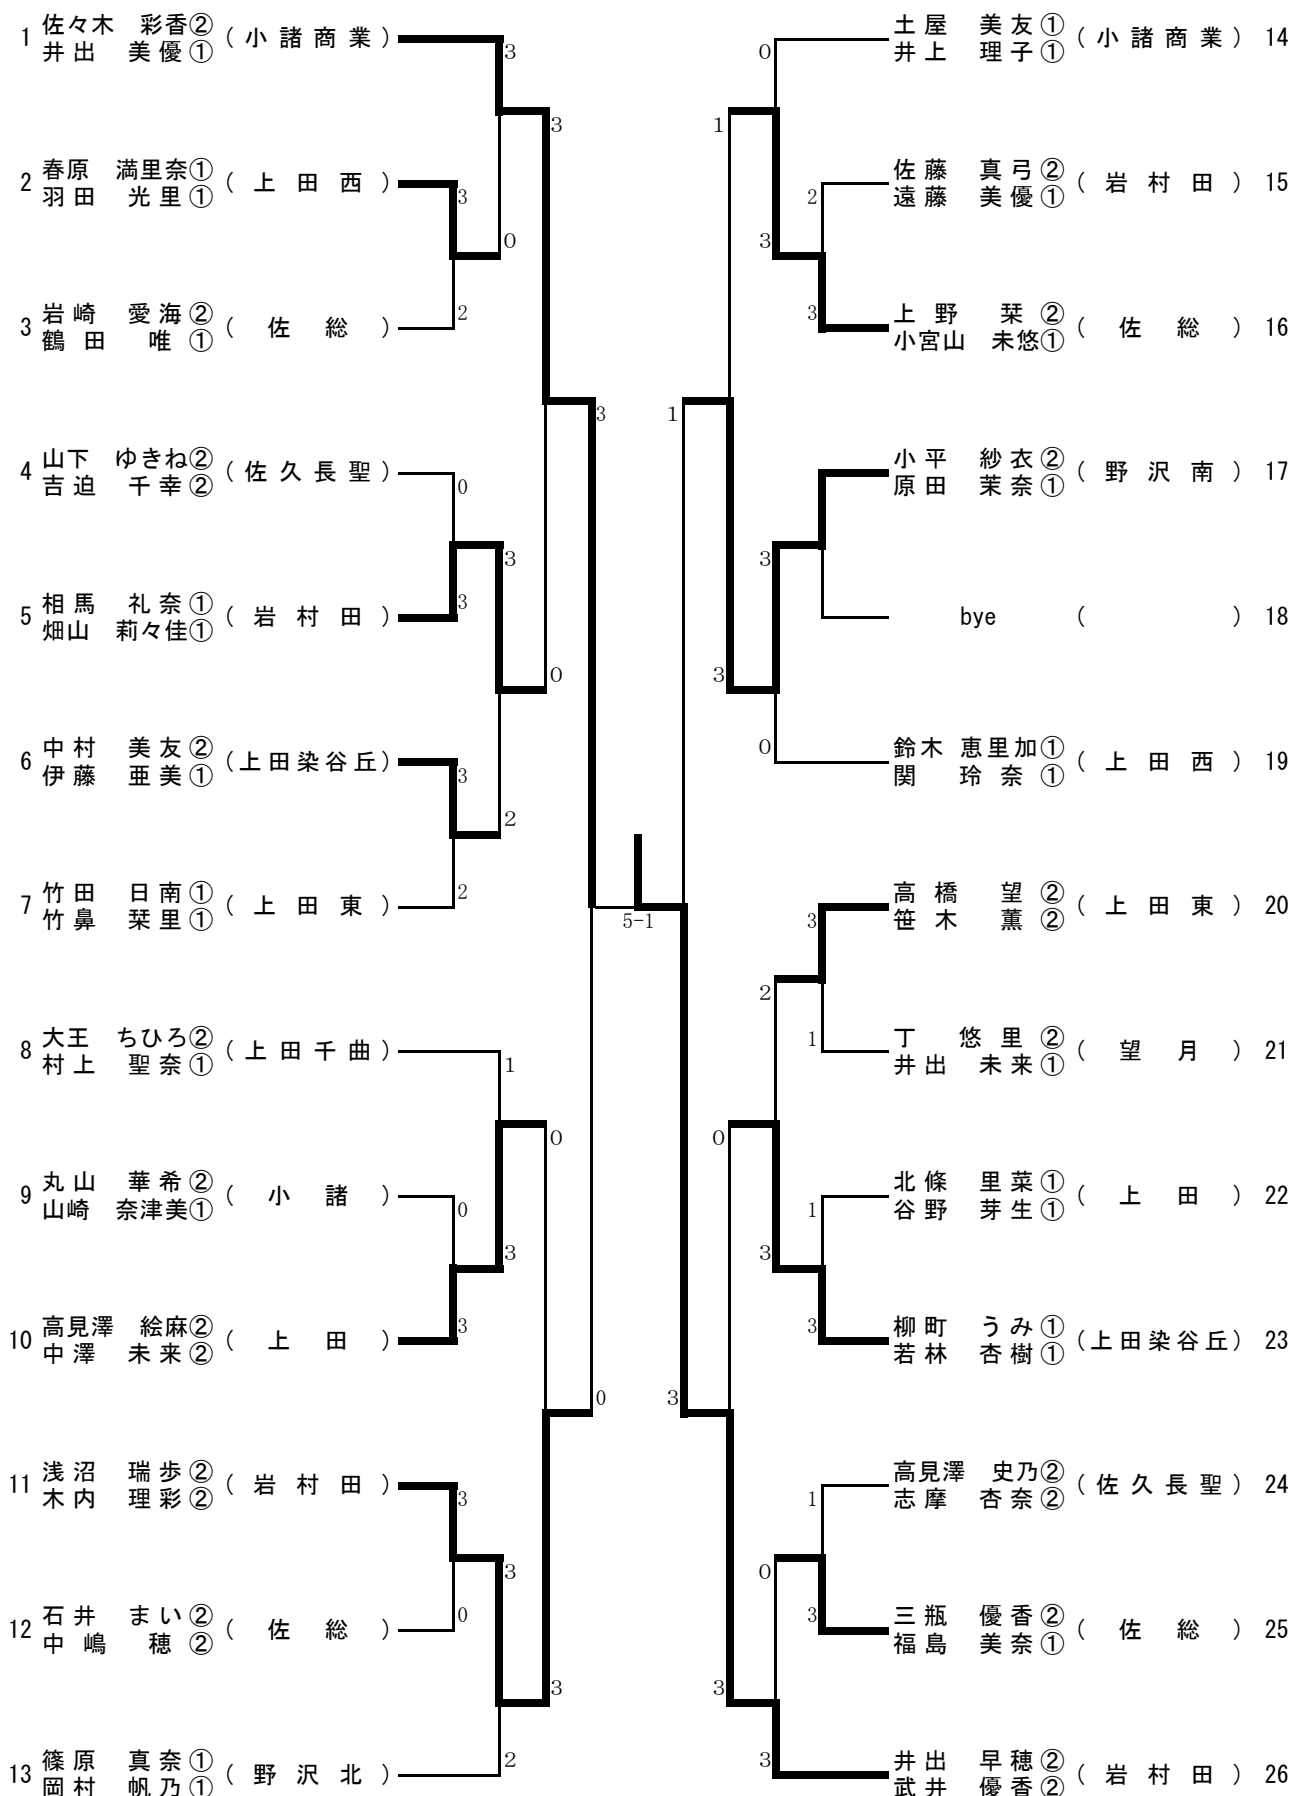 1 佐々木 彩香② (小諸商業)
井出 美優①
3
3
2 春原 満里奈① (上田西)
羽田 光里①
3
0
3 岩崎 愛海② (佐総)
鶴田 唯①
2
3
4 山下 ゆきね② (佐久長聖)
吉迫 千幸②
0
3
5 相馬 礼奈① (岩村田)
畑山 莉々佳①
3
0
6 中村 美友② (上田染谷丘)
伊藤 亜美①
3
2
7 竹田 日南① (上田東)
竹鼻 栞里①
2
5-1
8 大王 ちひろ② (上田千曲)
村上 聖奈①
1
0
9 丸山 華希② (小諸)
山崎 奈津美①
0
3
10 高見澤 絵麻② (上田)
中澤 未来②
3
0
11 浅沼 瑞歩② (岩村田)
木内 理彩②
3
3
12 石井 まい② (佐総)
中嶋 穂②
0
3
13 篠原 真奈① (野沢北)
岡村 帆乃①
2
土屋 美友① (小諸商業) 14
井上 理子①
0
1
佐藤 真弓② (岩村田) 15
遠藤 美優①
2
3
上野 栞② (佐総) 16
小宮山 未悠①
3
1
小平 紗衣② (野沢南) 17
原田 茉奈①
3
bye ( ) 18
3
鈴木 恵里加① (上田西) 19
関 玲奈①
0
高橋 望② (上田東) 20
笹木 薫②
3
2
丁 悠里② (望月) 21
井出 未来①
1
0
北條 里菜① (上田) 22
谷野 芽生①
1
3
柳町 うみ① (上田染谷丘) 23
若林 杏樹①
3
3
高見澤 史乃② (佐久長聖) 24
志摩 杏奈②
1
0
三瓶 優香② (佐総) 25
福島 美奈①
3
3
井出 早穂② (岩村田) 26
武井 優香②
3